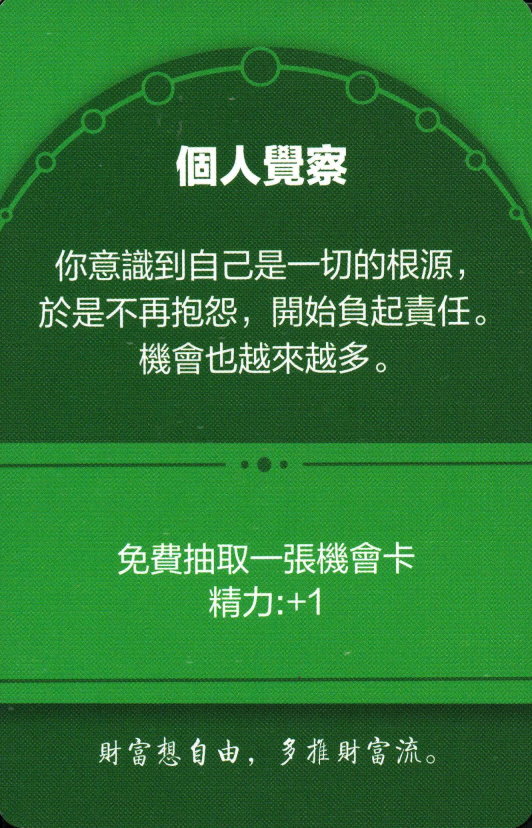 個人覺察
你意識到自己是一切的根源，
於是不再抱怨，開始負起責任。
機會也越來越多。
免費抽取一張機會卡
精力:+1
財富想自由，多推財富流。